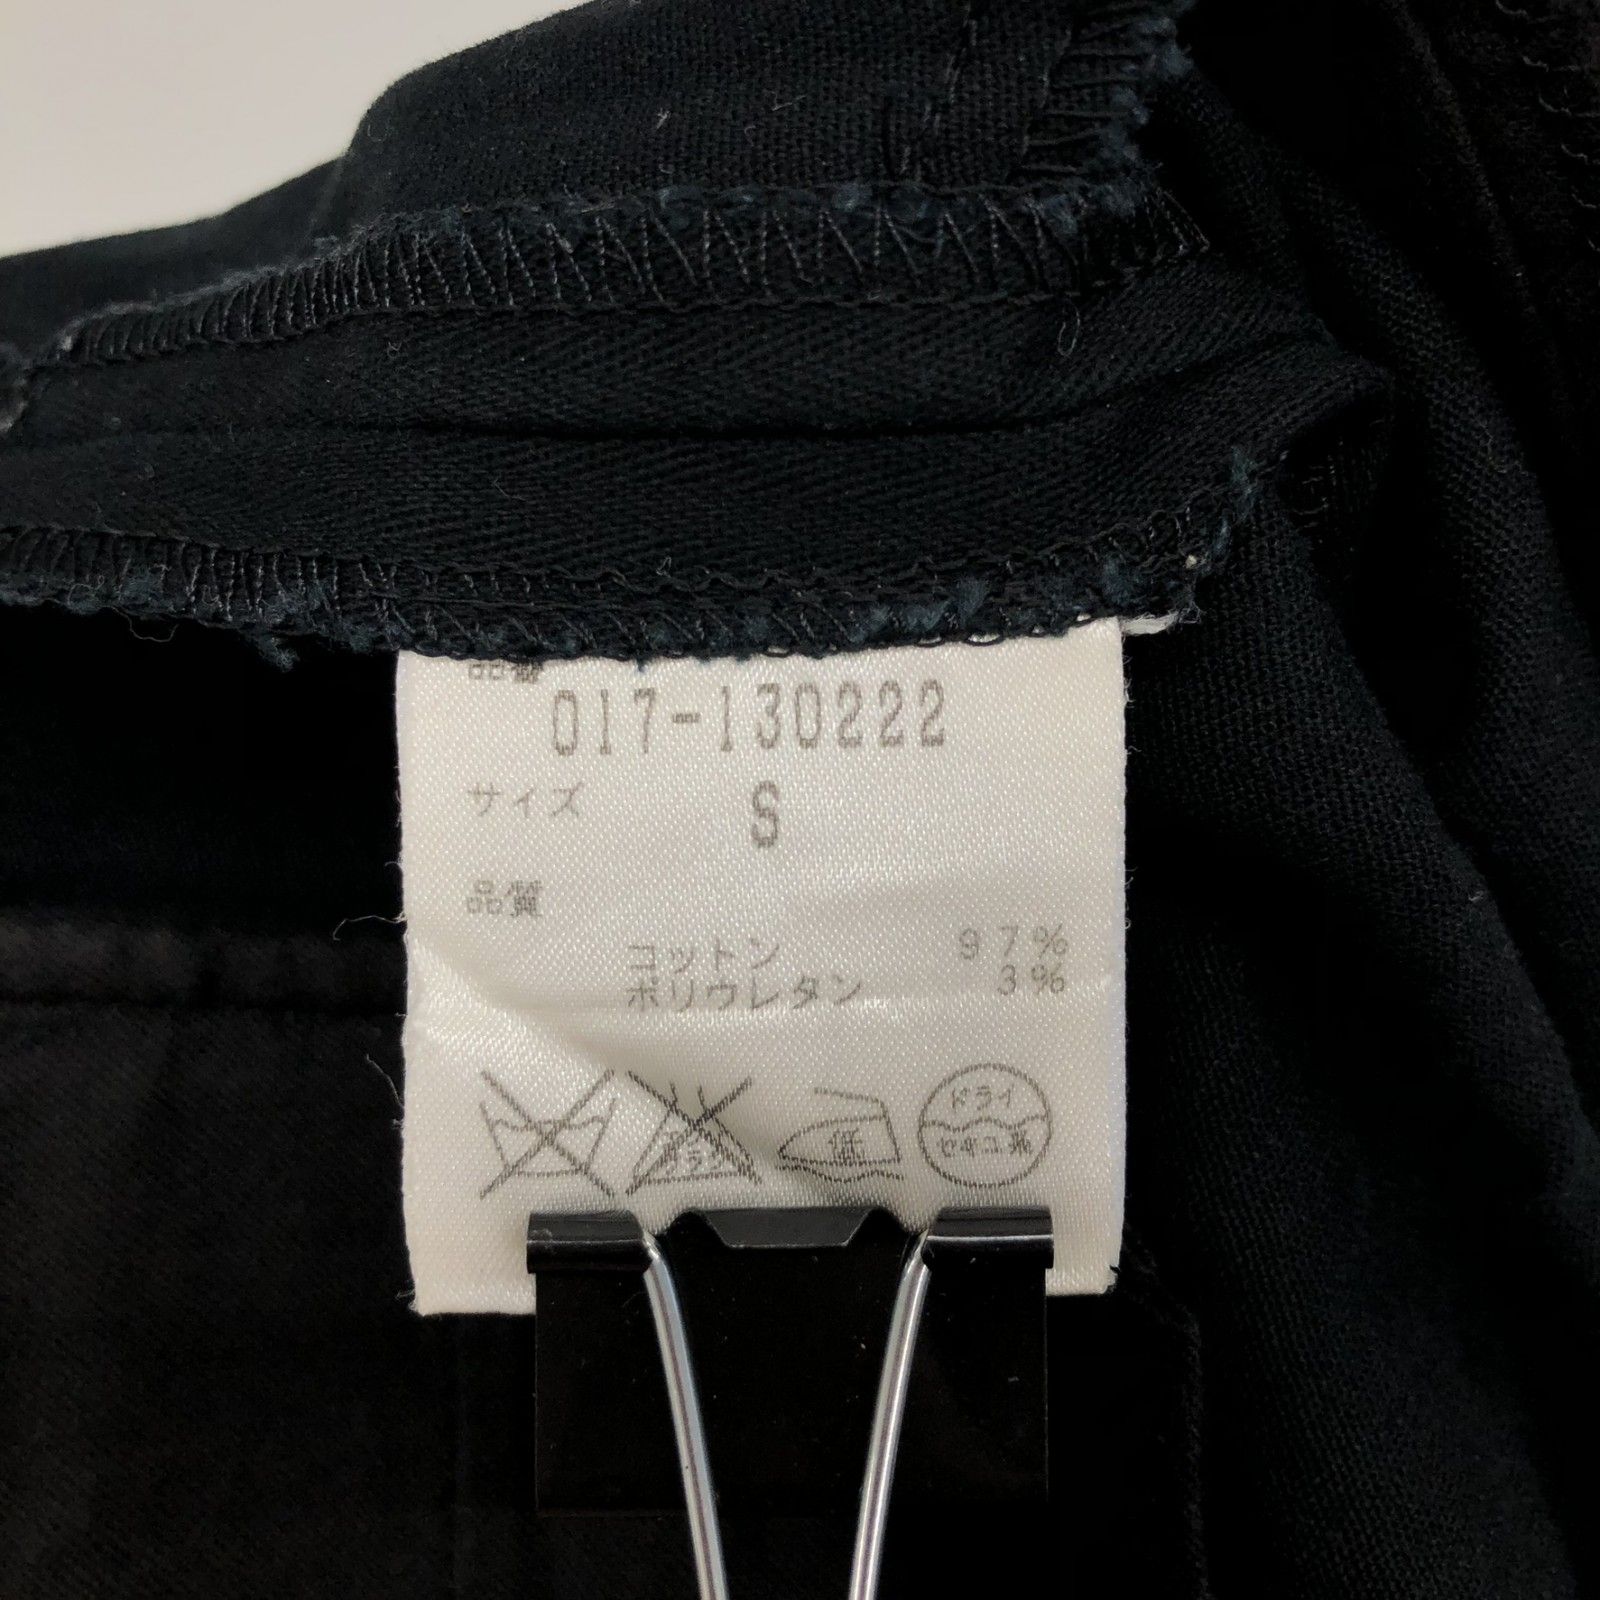 017-130222
サイズ S
品質
コットン 97%
ポリウレタン 3%
低
ドライ
セキユ系